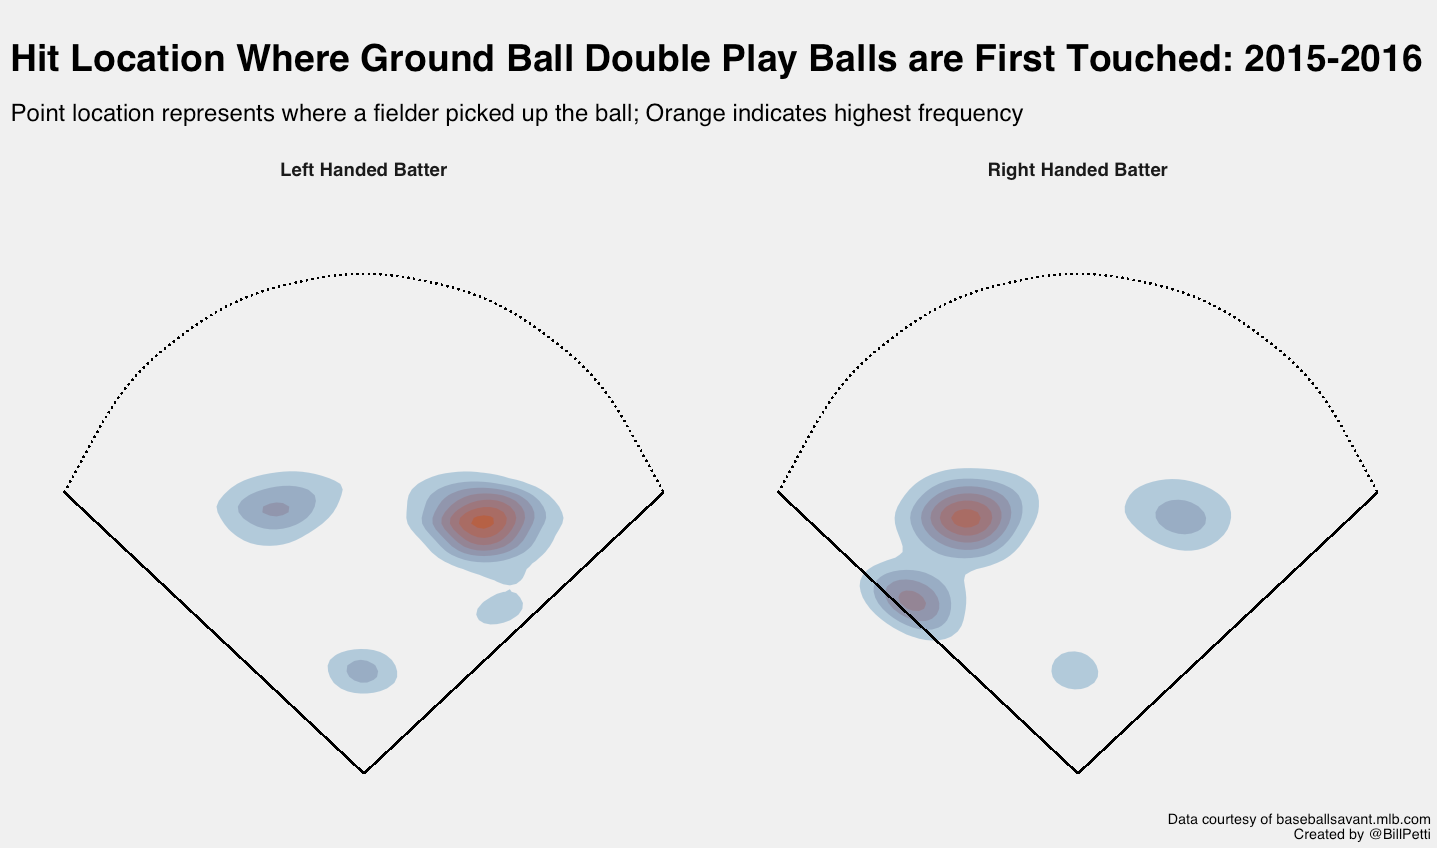 Hit Location Where Ground Ball Double Play Balls are First Touched: 2015-2016
Point location represents where a fielder picked up the ball; Orange indicates highest frequency
Left Handed Batter
Right Handed Batter
Data courtesy of baseballsavant.mlb.com
Created by @BillPetti